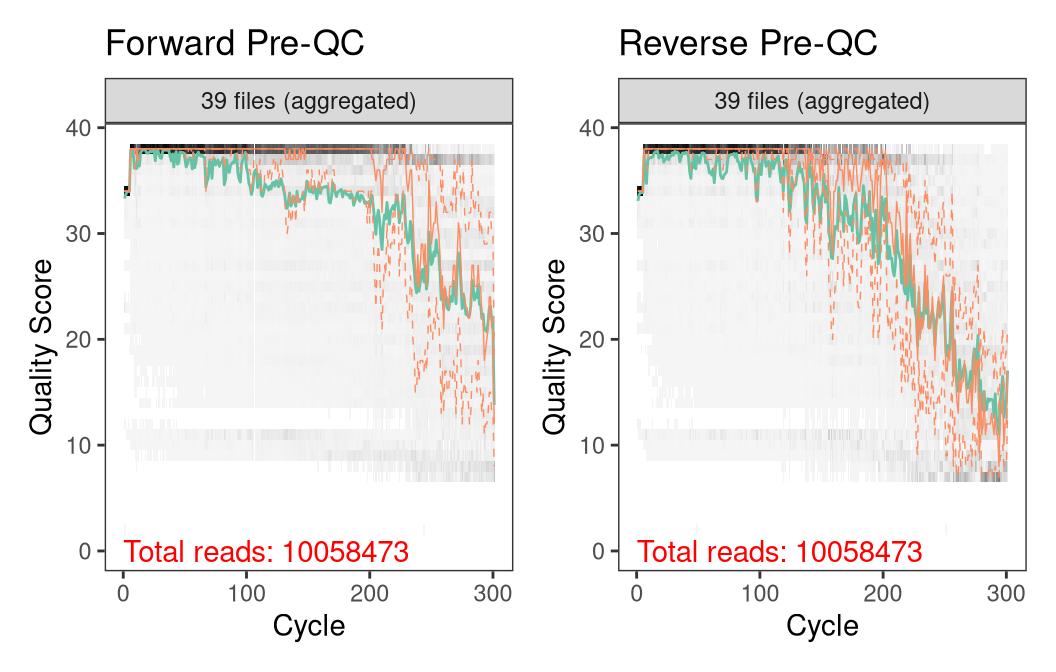 Forward Pre-QC
39 files (aggregated)
Quality Score
40
30
20
10
0
Total reads: 10058473
0 100 200 300
Cycle
Reverse Pre-QC
39 files (aggregated)
Quality Score
40
30
20
10
0
Total reads: 10058473
0 100 200 300
Cycle